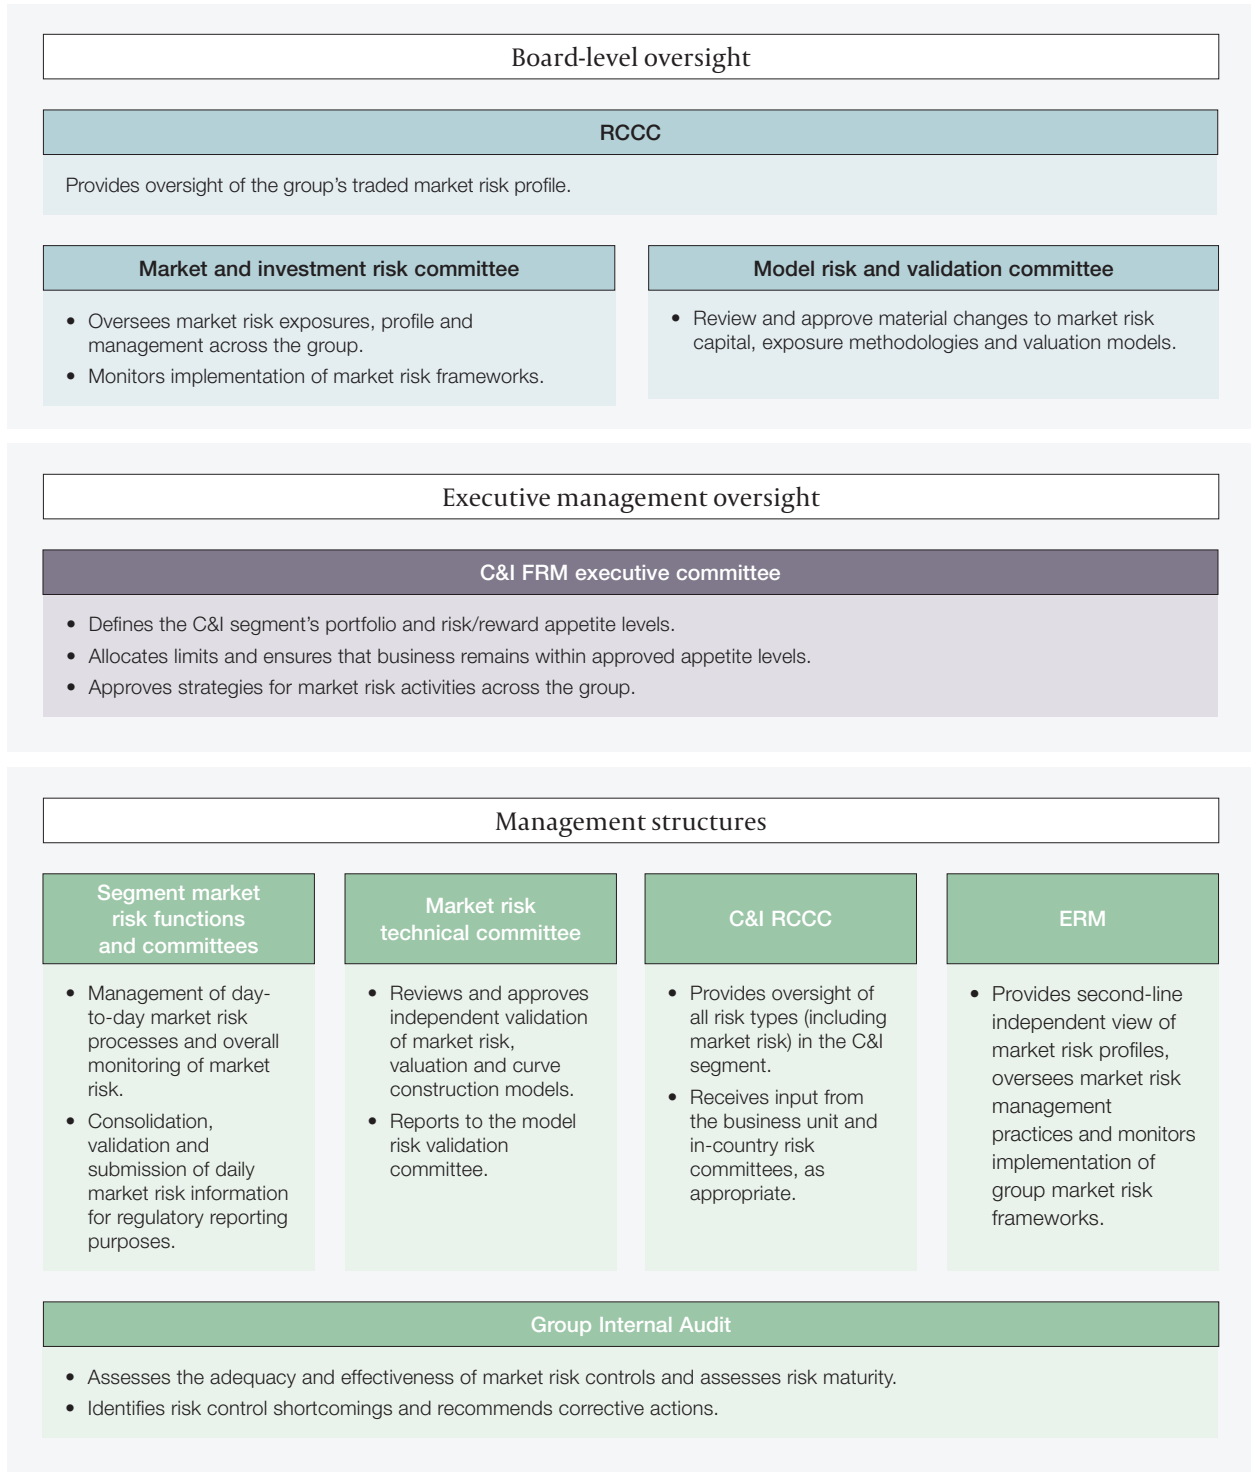 Board-level oversight
RCCC
Provides oversight of the group’s traded market risk profile.
Market and investment risk committee
• Oversees market risk exposures, profile and
management across the group.
• Monitors implementation of market risk frameworks.
Model risk and validation committee
• Review and approve material changes to market risk
capital, exposure methodologies and valuation models.
Executive management oversight
C&I FRM executive committee
• Defines the C&I segment’s portfolio and risk/reward appetite levels.
• Allocates limits and ensures that business remains within approved appetite levels.
• Approves strategies for market risk activities across the group.
Management structures
Segment market
risk functions
and committees
• Management of day-
to-day market risk
processes and overall
monitoring of market
risk.
• Consolidation,
validation and
submission of daily
market risk information
for regulatory reporting
purposes.
Market risk
technical committee
• Reviews and approves
independent validation
of market risk,
valuation and curve
construction models.
• Reports to the model
risk validation
committee.
C&I RCCC
• Provides oversight of
all risk types (including
market risk) in the C&I
segment.
• Receives input from
the business unit and
in-country risk
committees, as
appropriate.
ERM
• Provides second-line
independent view of
market risk profiles,
oversees market risk
management
practices and monitors
implementation of
group market risk
frameworks.
Group Internal Audit
• Assesses the adequacy and effectiveness of market risk controls and assesses risk maturity.
• Identifies risk control shortcomings and recommends corrective actions.